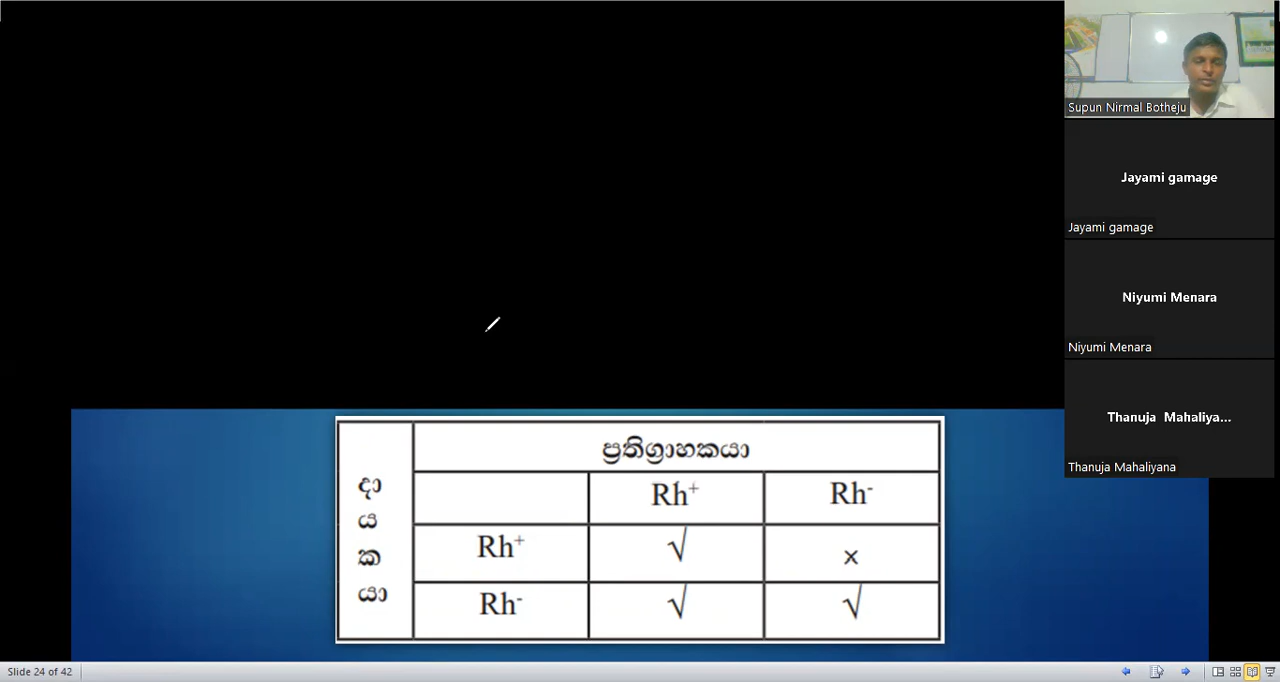 Supun Nirmal Botheju
Jayami gamage
Jayami gamage
Niyumi Menara
Niyumi Menara
Thanuja Mahaliya...
Thanuja Mahaliyana
ප්‍රතිග්‍රාහකයා
දා
ය
ක
යා
Rh⁺ Rh⁻
Rh⁺ √ x
Rh⁻ √ √
Slide 24 of 42